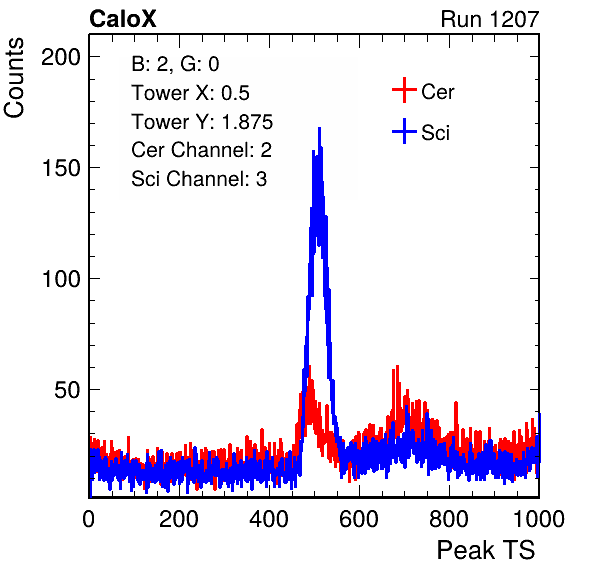 CaloX Run 1207
Counts
B: 2, G: 0
Tower X: 0.5
Tower Y: 1.875
Cer Channel: 2
Sci Channel: 3
Cer
Sci
200
150
100
50
0 200 400 600 800 1000
Peak TS